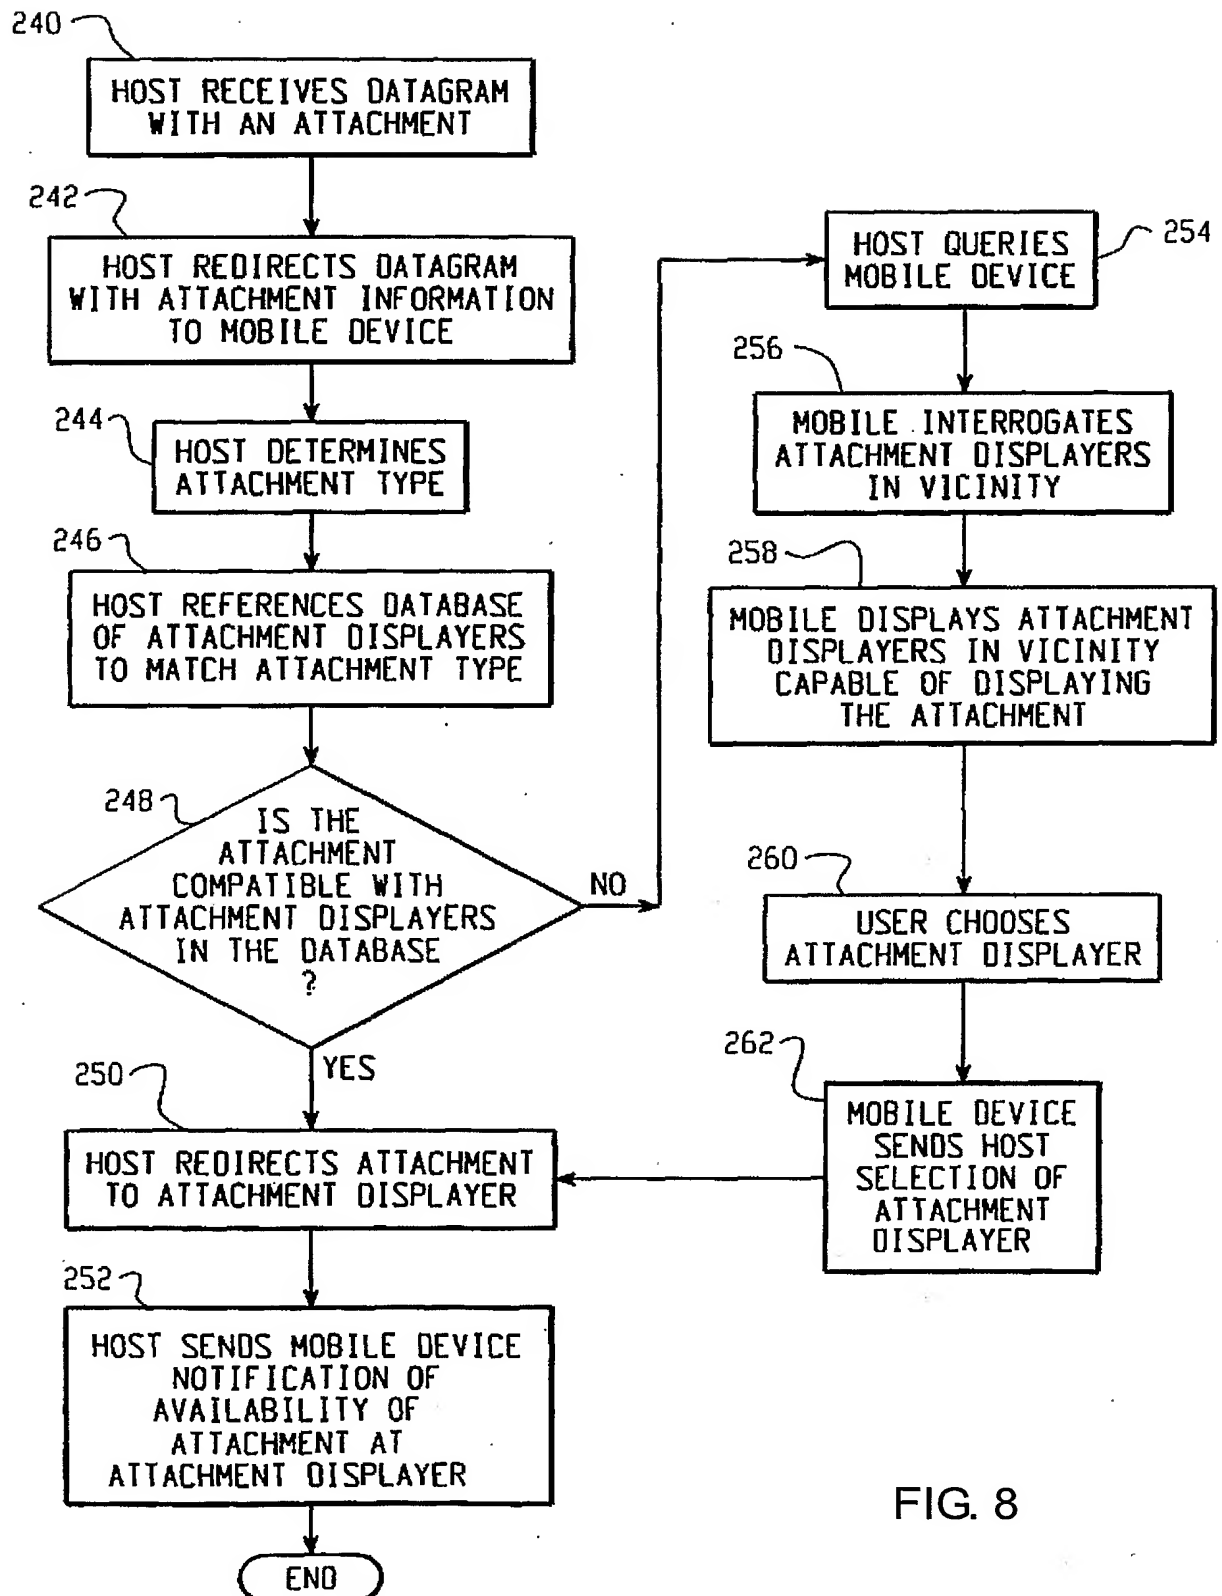 240
HOST RECEIVES DATAGRAM
WITH AN ATTACHMENT
242
HOST REDIRECTS DATAGRAM
WITH ATTACHMENT INFORMATION
TO MOBILE DEVICE
244
HOST DETERMINES
ATTACHMENT TYPE
246
HOST REFERENCES DATABASE
OF ATTACHMENT DISPLAYERS
TO MATCH ATTACHMENT TYPE
248
IS THE
ATTACHMENT
COMPATIBLE WITH
ATTACHMENT DISPLAYERS
IN THE DATABASE
?
NO
YES
250
HOST REDIRECTS ATTACHMENT
TO ATTACHMENT DISPLAYER
252
HOST SENDS MOBILE DEVICE
NOTIFICATION OF
AVAILABILITY OF
ATTACHMENT AT
ATTACHMENT DISPLAYER
END
254
HOST QUERIES
MOBILE DEVICE
256
MOBILE INTERROGATES
ATTACHMENT DISPLAYERS
IN VICINITY
258
MOBILE DISPLAYS ATTACHMENT
DISPLAYERS IN VICINITY
CAPABLE OF DISPLAYING
THE ATTACHMENT
260
USER CHOOSES
ATTACHMENT DISPLAYER
262
MOBILE DEVICE
SENDS HOST
SELECTION OF
ATTACHMENT
DISPLAYER
FIG. 8